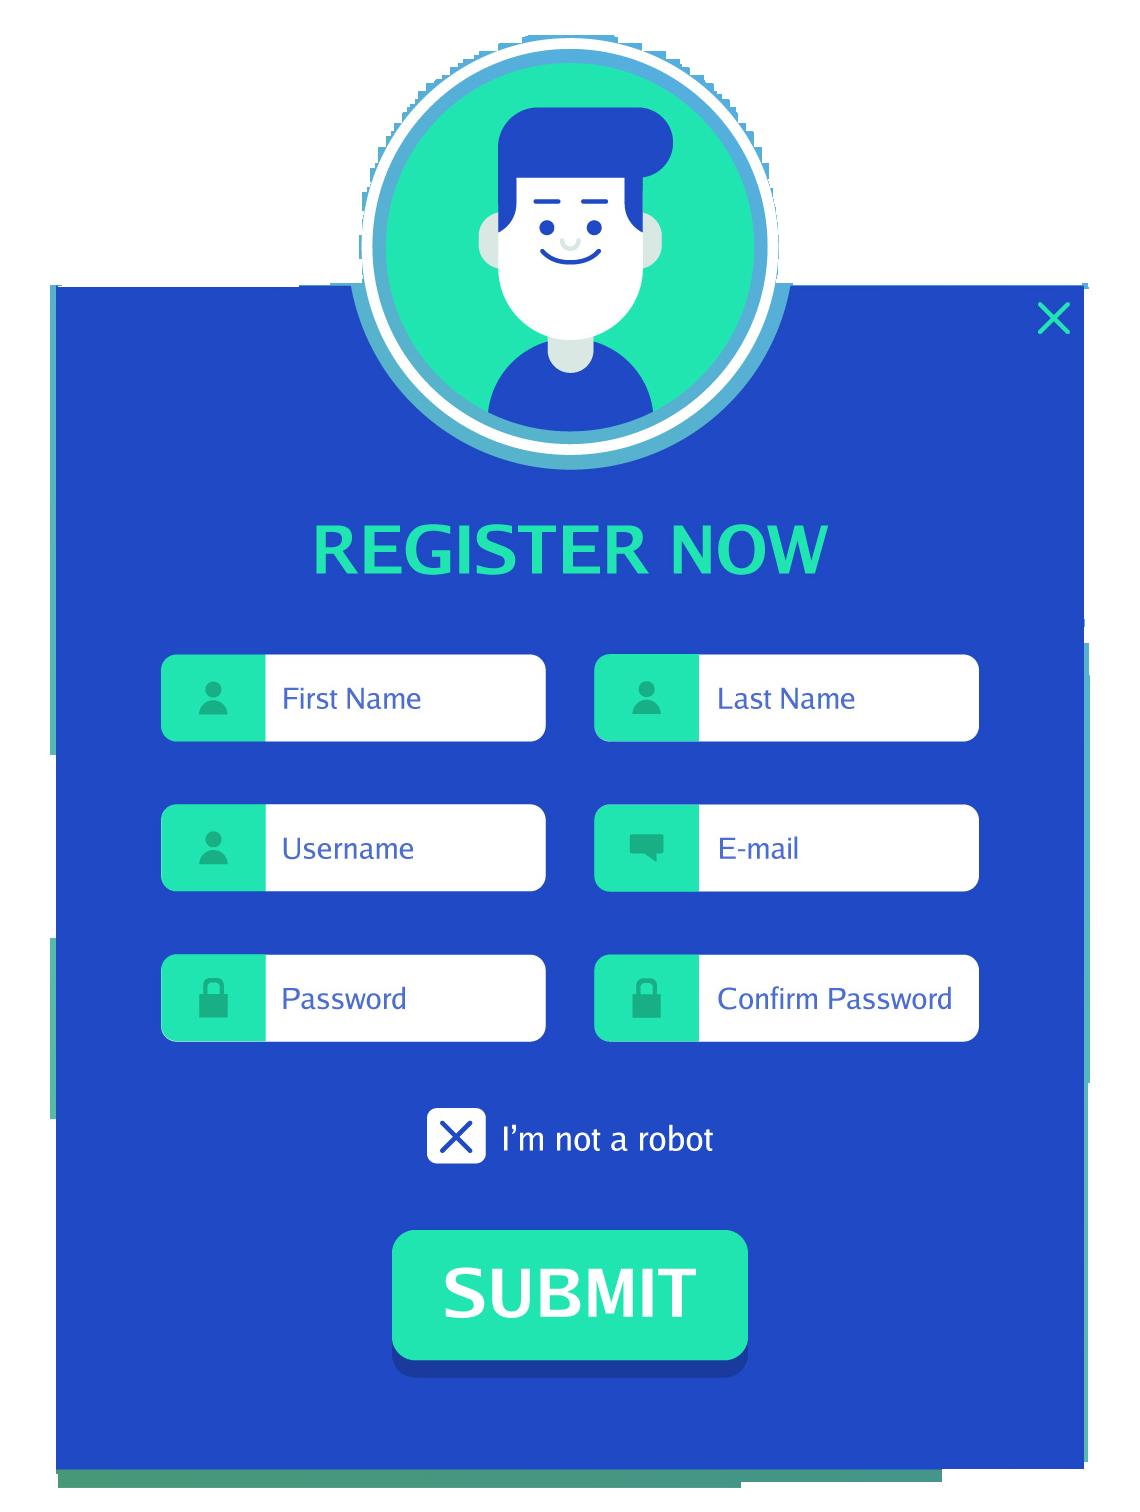 REGISTER NOW
First Name
Last Name
Username
E-mail
Password
Confirm Password
I’m not a robot
SUBMIT